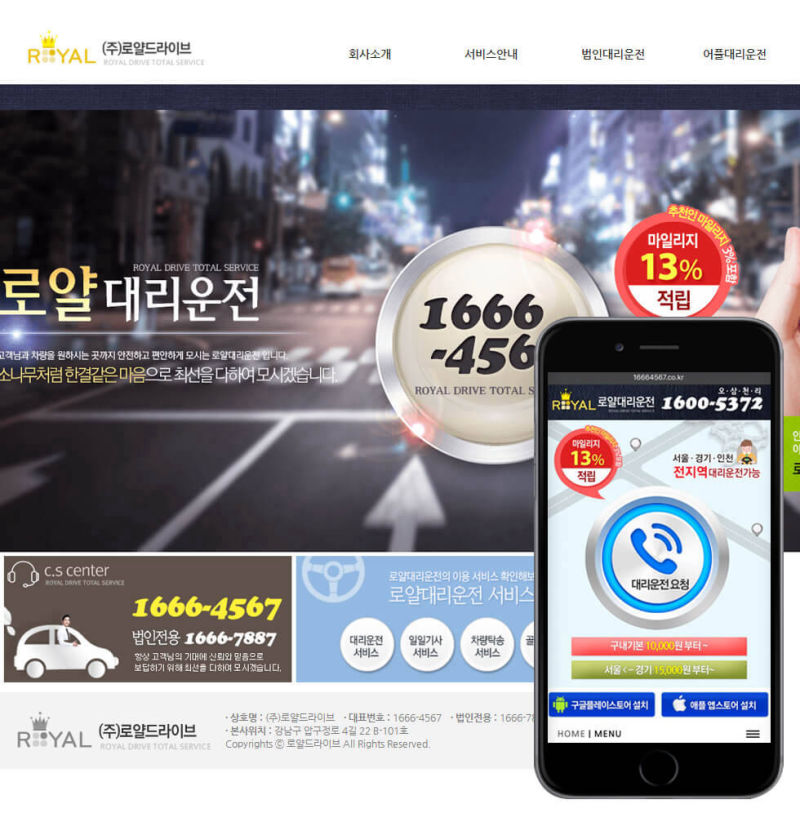 ROYAL (주)로얄드라이브
ROYAL DRIVE TOTAL SERVICE
회사소개 서비스안내 법인대리운전 어플대리운전
ROYAL DRIVE TOTAL SERVICE
로얄 대리운전
고객님과 차량을 원하시는 곳까지 안전하고 편안하게 모시는 로얄대리운전 입니다.
소나무처럼 한결같은 마음으로 최선을 다하여 모시겠습니다.
1666
-456
ROYAL DRIVE TOTAL S
추천인 마일리지 3% 포함
마일리지
13%
적립
16664567.co.kr
ROYAL 로얄대리운전
오·삼·천·리
1600-5372
마일리지
13%
적립
서울·경기·인천
전지역 대리운전가능
대리운전 요청
구내기본 10,000원 부터~
서울 <-경기 15,000원 부터~
구글플레이스토어 설치 애플 앱스토어 설치
HOME | MENU
c.s center
ROYAL DRIVE TOTAL SERVICE
1666-4567
법인전용 1666-7887
항상 고객님의 기대에 신뢰와 믿음으로
보답하기 위해 최선을 다하여 모시겠습니다.
로얄대리운전의 이용 서비스 확인해보
로얄대리운전 서비스
대리운전
서비스
일일기사
서비스
차량탁송
서비스
ROYAL (주)로얄드라이브
ROYAL DRIVE TOTAL SERVICE
· 상호명 : (주)로얄드라이브 · 대표번호 : 1666-4567 · 법인전용 : 1666-78
· 본사위치 : 강남구 압구정로 4길 22 B-101호
Copyrights ⓒ 로얄드라이브 All Rights Reserved.